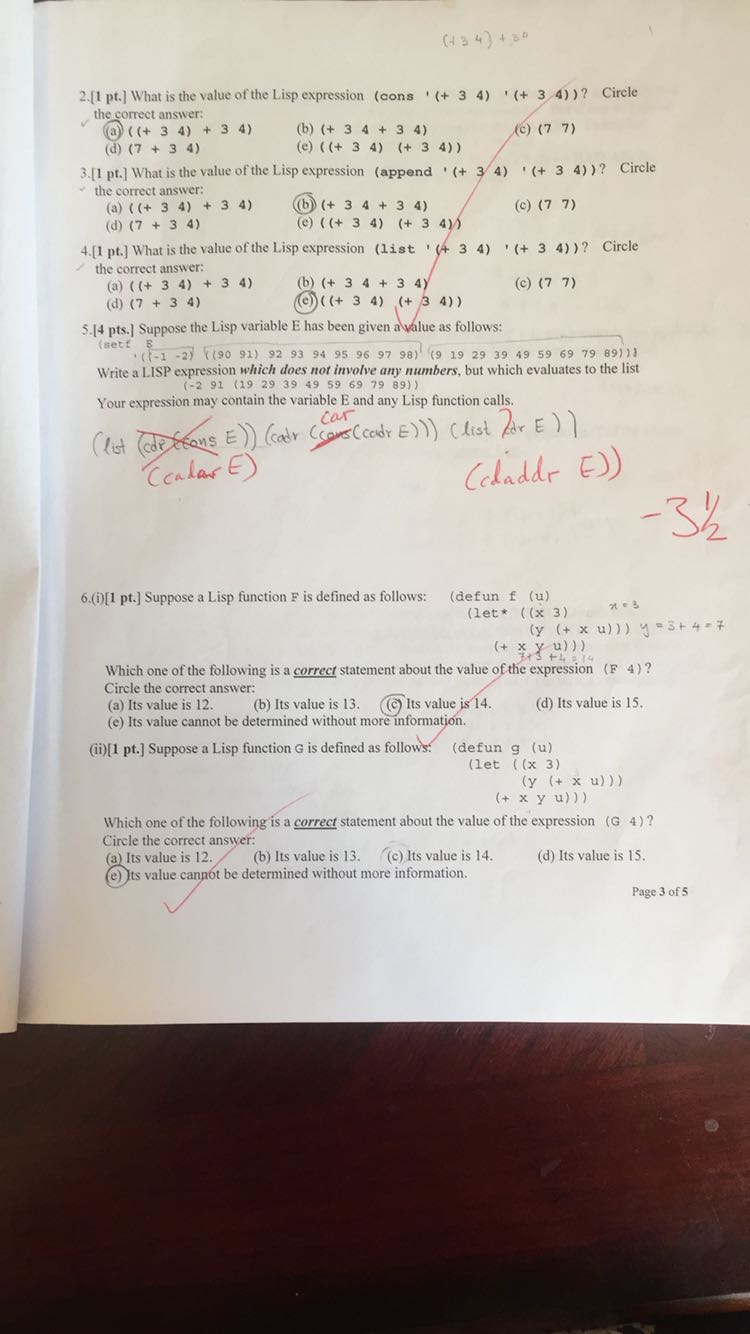 (+3 4) + 34
2.[1 pt.] What is the value of the Lisp expression (cons '(+ 3 4) '(+ 3 4))? Circle
the correct answer:
(a) ((+ 3 4) + 3 4) (b) (+ 3 4 + 3 4) (c) (7 7)
(d) (7 + 3 4) (e) ((+ 3 4) (+ 3 4))
3.[1 pt.] What is the value of the Lisp expression (append '(+ 3 4) '(+ 3 4))? Circle
the correct answer:
(a) ((+ 3 4) + 3 4) (b) (+ 3 4 + 3 4) (c) (7 7)
(d) (7 + 3 4) (e) ((+ 3 4) (+ 3 4))
4.[1 pt.] What is the value of the Lisp expression (list '(+ 3 4) '(+ 3 4))? Circle
the correct answer:
(a) ((+ 3 4) + 3 4) (b) (+ 3 4 + 3 4) (c) (7 7)
(d) (7 + 3 4) (e) ((+ 3 4) (+ 3 4))
5.[4 pts.] Suppose the Lisp variable E has been given a value as follows:
(setf E
'((-1 -2) ((90 91) 92 93 94 95 96 97 98) (9 19 29 39 49 59 69 79 89)))
Write a LISP expression which does not involve any numbers, but which evaluates to the list
(-2 91 (19 29 39 49 59 69 79 89))
Your expression may contain the variable E and any Lisp function calls.
car
(list (cdr (cons E)) (cadr (cons (cadr E))) (list cdr E))
(cadar E) (cdaddr E))
-3½
6.(i)[1 pt.] Suppose a Lisp function F is defined as follows: (defun f (u)
(let* ((x 3) x = 3
(y (+ x u))) y = 3 + 4 = 7
(+ x y u)))
7+3 +4 = 14
Which one of the following is a correct statement about the value of the expression (F 4)?
Circle the correct answer:
(a) Its value is 12. (b) Its value is 13. (c) Its value is 14. (d) Its value is 15.
(e) Its value cannot be determined without more information.
(ii)[1 pt.] Suppose a Lisp function G is defined as follows: (defun g (u)
(let ((x 3)
(y (+ x u)))
(+ x y u)))
Which one of the following is a correct statement about the value of the expression (G 4)?
Circle the correct answer:
(a) Its value is 12. (b) Its value is 13. (c) Its value is 14. (d) Its value is 15.
(e) Its value cannot be determined without more information.
Page 3 of 5